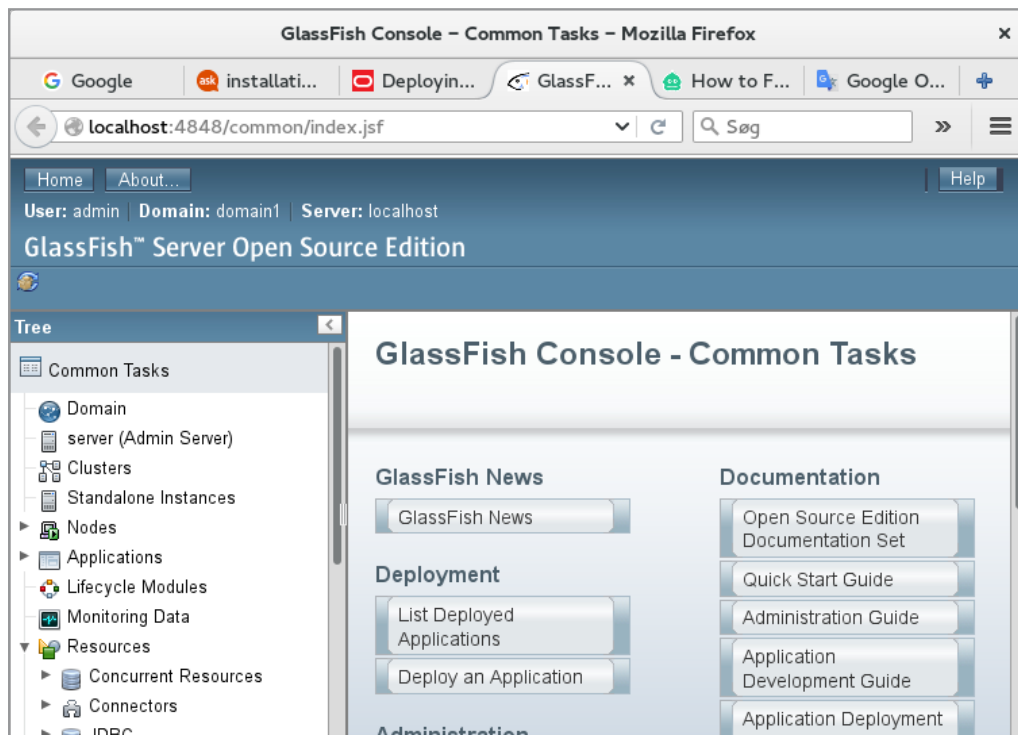 GlassFish Console – Common Tasks – Mozilla Firefox
Google
installati...
Deployin...
GlassF...
How to F...
Google O...
localhost:4848/common/index.jsf
Søg
Home
About...
Help
User: admin Domain: domain1 Server: localhost
GlassFish™ Server Open Source Edition
Tree
Common Tasks
Domain
server (Admin Server)
Clusters
Standalone Instances
Nodes
Applications
Lifecycle Modules
Monitoring Data
Resources
Concurrent Resources
Connectors
JDBC
GlassFish Console - Common Tasks
GlassFish News
GlassFish News
Deployment
List Deployed
Applications
Deploy an Application
Administration
Documentation
Open Source Edition
Documentation Set
Quick Start Guide
Administration Guide
Application
Development Guide
Application Deployment